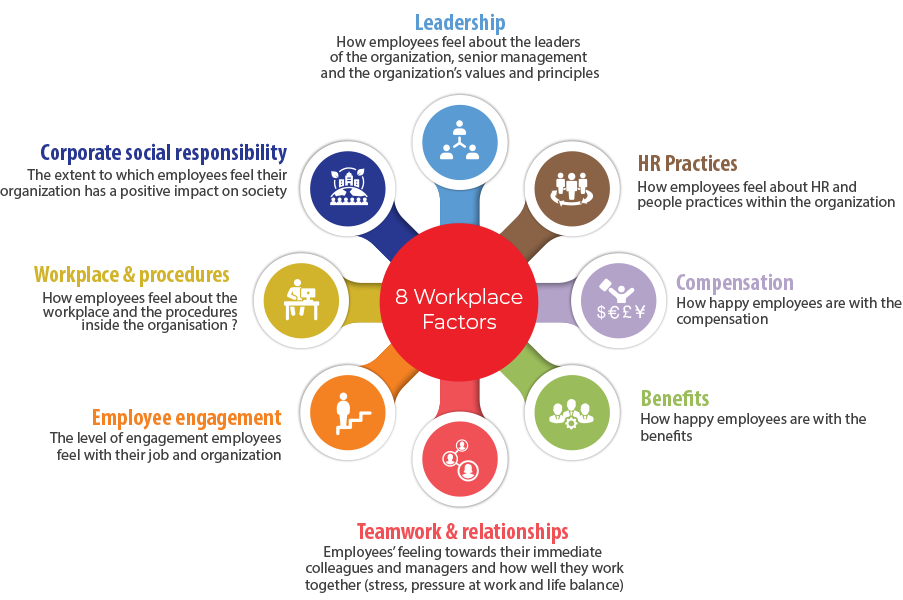 Leadership
How employees feel about the leaders
of the organization, senior management
and the organization's values and principles
Corporate social responsibility
The extent to which employees feel their
organization has a positive impact on society
HR Practices
How employees feel about HR and
people practices within the organization
Workplace & procedures
How employees feel about the
workplace and the procedures
inside the organisation ?
8 Workplace
Factors
Compensation
How happy employees are with the
compensation
$€£¥
Employee engagement
The level of engagement employees
feel with their job and organization
Benefits
How happy employees are with the
benefits
Teamwork & relationships
Employees' feeling towards their immediate
colleagues and managers and how well they work
together (stress, pressure at work and life balance)